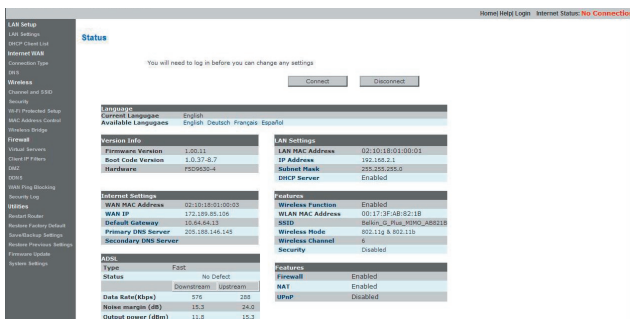 Home| Help| Login Internet Status: No Connectio
LAN Setup
LAN Settings
DHCP Client List
Internet WAN
Connection Type
DNS
Wireless
Channel and SSID
Security
Wi-Fi Protected Setup
MAC Address Control
Wireless Bridge
Firewall
Virtual Servers
Client IP Filters
DMZ
DDNS
WAN Ping Blocking
Security Log
Utilities
Restart Router
Restore Factory Default
Save/Backup Settings
Restore Previous Settings
Firmware Update
System Settings
Status
You will need to log in before you can change any settings
Connect Disconnect
Language
Current Langugae English
Available Langugaes English Deutsch Français Español
Version Info
Firmware Version 1.00.11
Boot Code Version 1.0.37-8.7
Hardware F5D9630-4
LAN Settings
LAN MAC Address 02:10:18:01:00:01
IP Address 192.168.2.1
Subnet Mask 255.255.255.0
DHCP Server Enabled
Internet Settings
WAN MAC Address 02:10:18:01:00:03
WAN IP 172.189.85.106
Default Gateway 10.64.64.13
Primary DNS Server 205.188.146.145
Secondary DNS Server
Features
Wireless Function Enabled
WLAN MAC Address 00:17:3F:AB:82:1B
SSID Belkin_G_Plus_MIMO_AB821B
Wireless Mode 802.11g & 802.11b
Wireless Channel 6
Security Disabled
ADSL
Type Fast
Status No Defect
Downstream Upstream
Data Rate(Kbps) 576 288
Noise margin (dB) 15.3 24.0
Output power (dBm) 11.8 15.3
Features
Firewall Enabled
NAT Enabled
UPnP Disabled